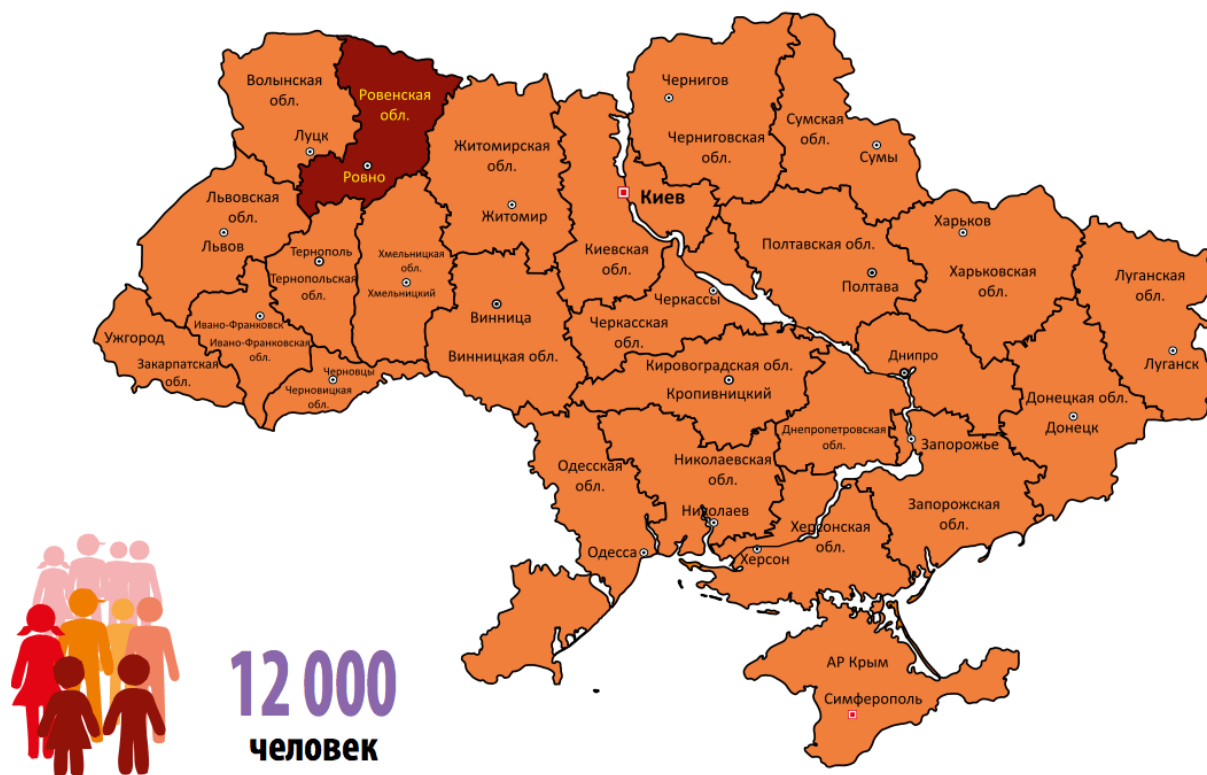 Волынская
обл.
Луцк
Ровенская
обл.
Ровно
Житомирская
обл.
Житомир
Чернигов
Черниговская
обл.
Сумская
обл.
Сумы
Киев
Киевская
обл.
Львовская
обл.
Львов
Тернополь
Тернопольская
обл.
Хмельницкая
обл.
Хмельницкий
Винница
Винницкая обл.
Черкассы
Черкасская
обл.
Полтавская обл.
Полтава
Харьков
Харьковская
обл.
Луганская
обл.
Луганск
Ужгород
Закарпатская
обл.
Ивано-Франковск
Ивано-Франковская
обл.
Черновцы
Черновицкая
обл.
Кировоградская обл.
Кропивницкий
Днипро
Днепропетровская
обл.
Донецкая обл.
Донецк
Запорожье
Запорожская
обл.
Одесская
обл.
Одесса
Николаевская
обл.
Николаев
Херсонская
обл.
Херсон
АР Крым
Симферополь
12 000
человек